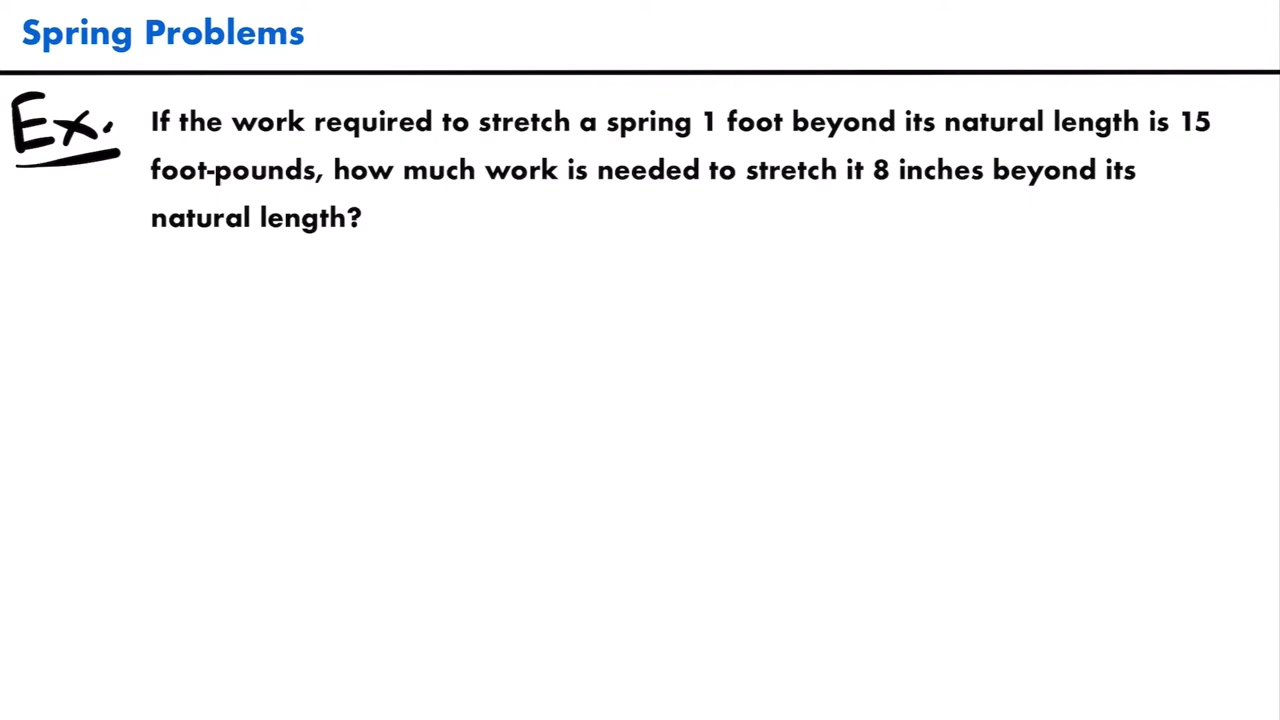 Spring Problems
Ex. If the work required to stretch a spring 1 foot beyond its natural length is 15
foot-pounds, how much work is needed to stretch it 8 inches beyond its
natural length?